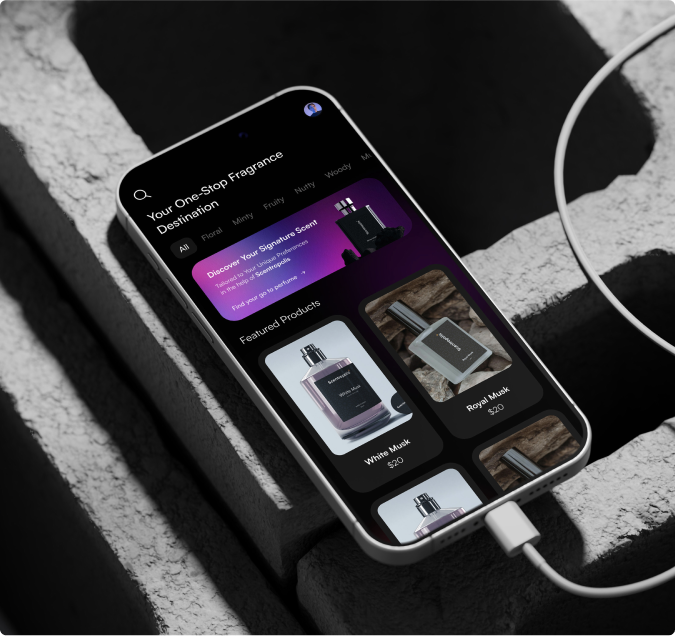 Your One-Stop Fragrance
Destination
All Floral Minty Fruity Nutty Woody
Discover Your Signature Scent
Tailored to Your Unique Preferences
in the help of Scentropolis
Find your go to perfume →
Featured Products
White Musk
White Musk
$20
Royal Musk
$20